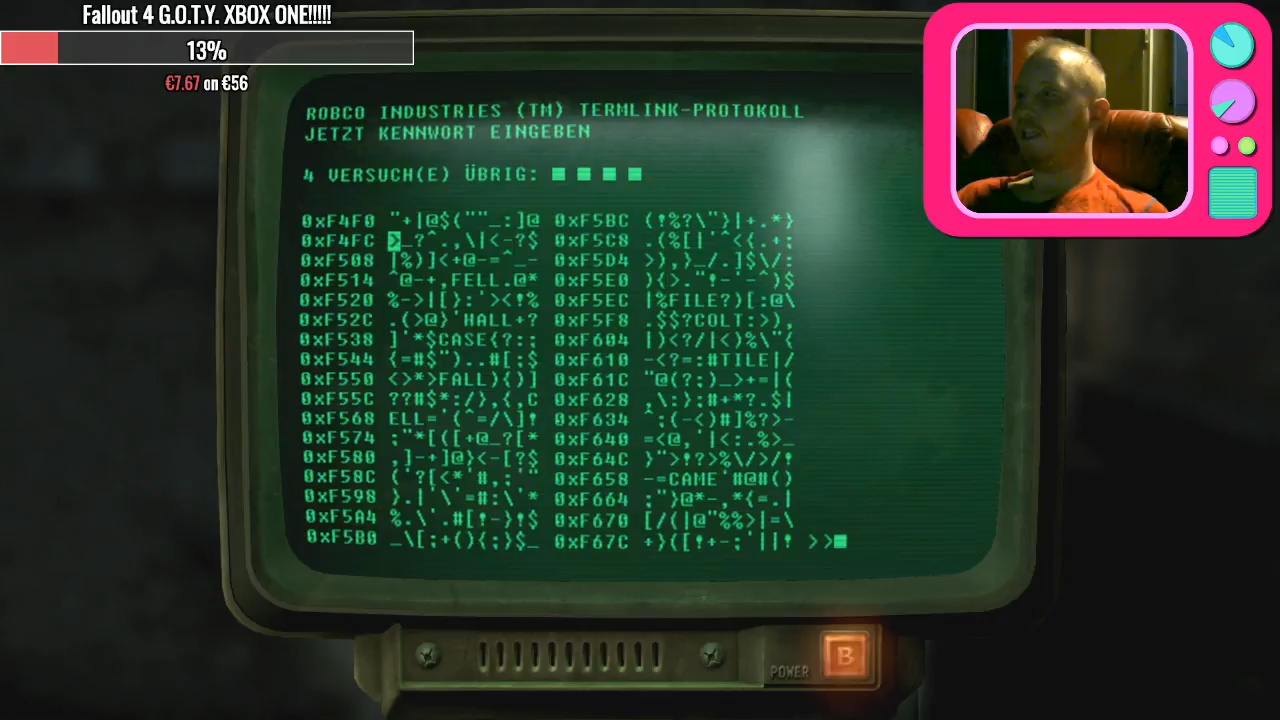 Fallout 4 G.O.T.Y. XBOX ONE!!!!!
13%
€7.67 on €56
ROBCO INDUSTRIES (TM) TERMLINK-PROTOKOLL
JETZT KENNWORT EINGEBEN
4 VERSUCH(E) ÜBRIG:
0xF4F0 "+|@$(""_:]@ 0xF5BC (!%?\"}|+.*}
0xF4FC >_?^.,\|<-?$ 0xF5C8 .(%[|'^<{.+;
0xF508 |%)]<+@-=^_- 0xF5D4 >),}_/.]$\/:
0xF514 ^@-+,FELL.@* 0xF5E0 ){>."!-'-^)$
0xF520 %->|[}:'><!% 0xF5EC |%FILE?)[:@\
0xF52C .(>@}'HALL+? 0xF5F8 .$$?COLT:>),
0xF538 ]'*$CASE{?:; 0xF604 |)<?/|<)%\"{
0xF544 {=#$")..#[;$ 0xF610 -<?=:#TILE|/
0xF550 <>*>FALL){)] 0xF61C "@(?;)_>+=|(
0xF55C ??#$*:/},{,C 0xF628 ,\:}:#+*?.$|
0xF568 ELL='(^=/\]! 0xF634 ^;(-<)#]%?>-
0xF574 ;"*[([+@_?[* 0xF640 =<@,'|<:.%>_
0xF580 ,]-+]@}<-[?$ 0xF64C }">!?>%\/>/!
0xF58C ('?[<*'#,;'" 0xF658 -=CAME'#@#()
0xF598 }.|'\'=#:\'* 0xF664 ;"}@*-,*{=.|
0xF5A4 %.\'.#[!-}!$ 0xF670 [/(|@"%%>|=\
0xF5B0 _\[;+(){;}$_ 0xF67C +}([!+-;'||! >>
POWER
B